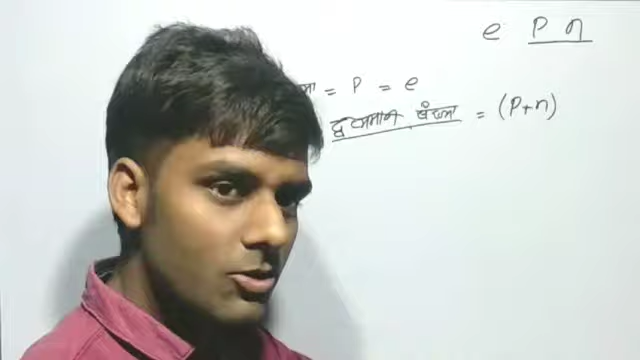 e P n
= P = e
द्रव्यमान संख्या = (P+n)